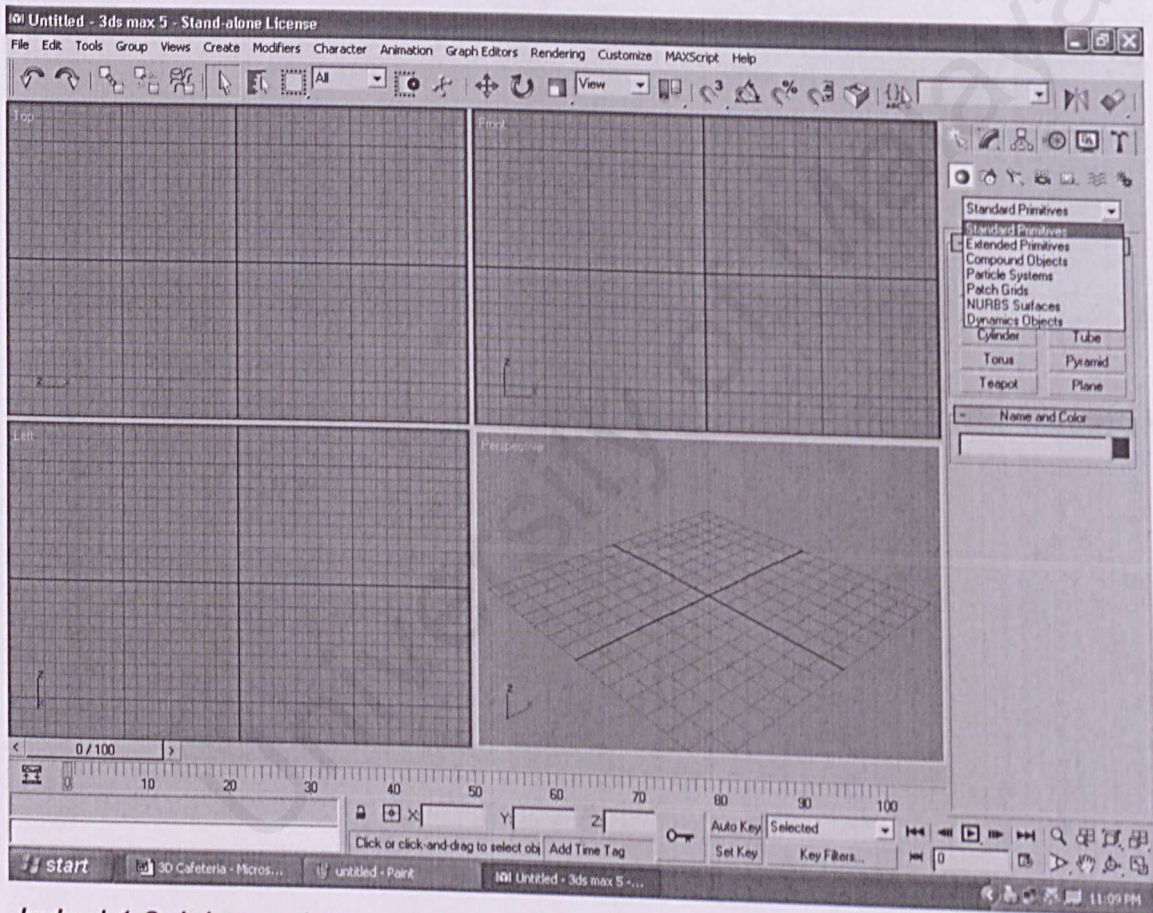 Untitled - 3ds max 5 - Stand-alone License
File Edit Tools Group Views Create Modifiers Character Animation Graph Editors Rendering Customize MAXScript Help
All
View
Top
Front
Standard Primitives
Standard Primitives
Extended Primitives
Compound Objects
Particle Systems
Patch Grids
NURBS Surfaces
Dynamics Objects
Cylinder Tube
Torus Pyramid
Teapot Plane
- Name and Color
Left
Perspective
0 / 100
0 10 20 30 40 50 60 70 80 90 100
X: Y: Z:
Auto Key Selected
Click or click-and-drag to select obj Add Time Tag
Set Key Key Filters...
0
start 3D Cafeteria - Micros... untitled - Paint Untitled - 3ds max 5 -...
11:09 PM